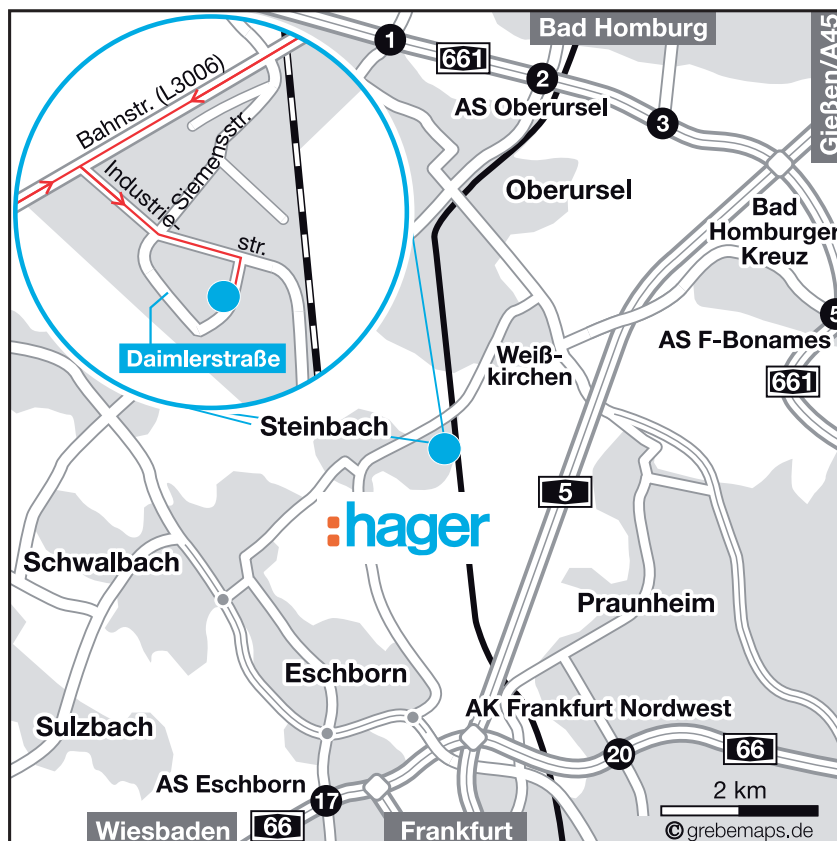 Bad Homburg
Gießen/A45
1
661
2
AS Oberursel
3
Bahnstr. (L3006)
Siemensstr.
Industrie-
str.
Daimlerstraße
Oberursel
Bad
Homburger
Kreuz
5
AS F-Bonames
661
Weiß-
kirchen
Steinbach
5
:hager
Schwalbach
Praunheim
Eschborn
Sulzbach
AK Frankfurt Nordwest
20
66
AS Eschborn
17
2 km
Wiesbaden
66
Frankfurt
© grebemaps.de